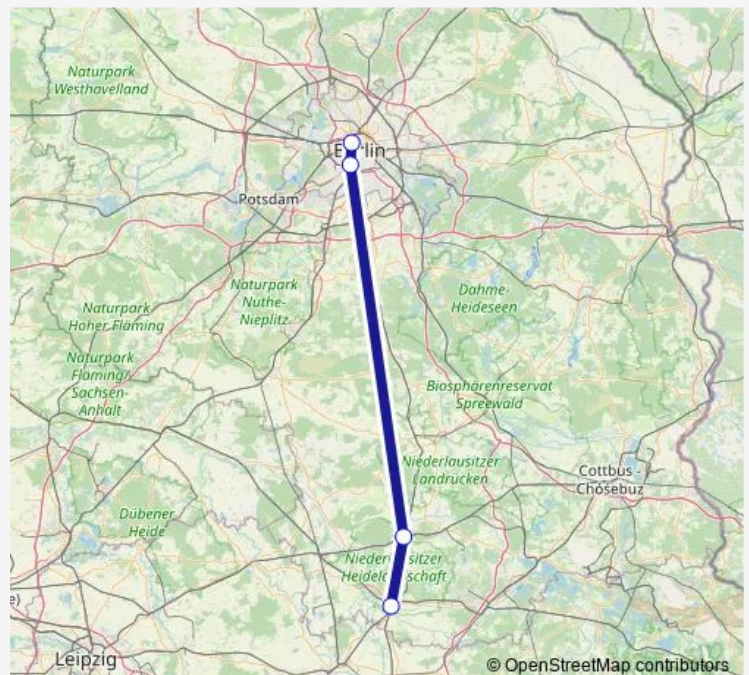 Naturpark
Westhavelland
Potsdam
Naturpark
Nuthe-
Nieplitz
Dahme-
Heideseen
Naturpark
Hoher Fläming
Naturpark
Fläming/
Sachsen-
Anhalt
Biosphärenreservat
Spreewald
Niederlausitzer
Landrücken
Cottbus -
Chóśebuz
Dübener
Heide
e)
Leipzig
© OpenStreetMap contributors